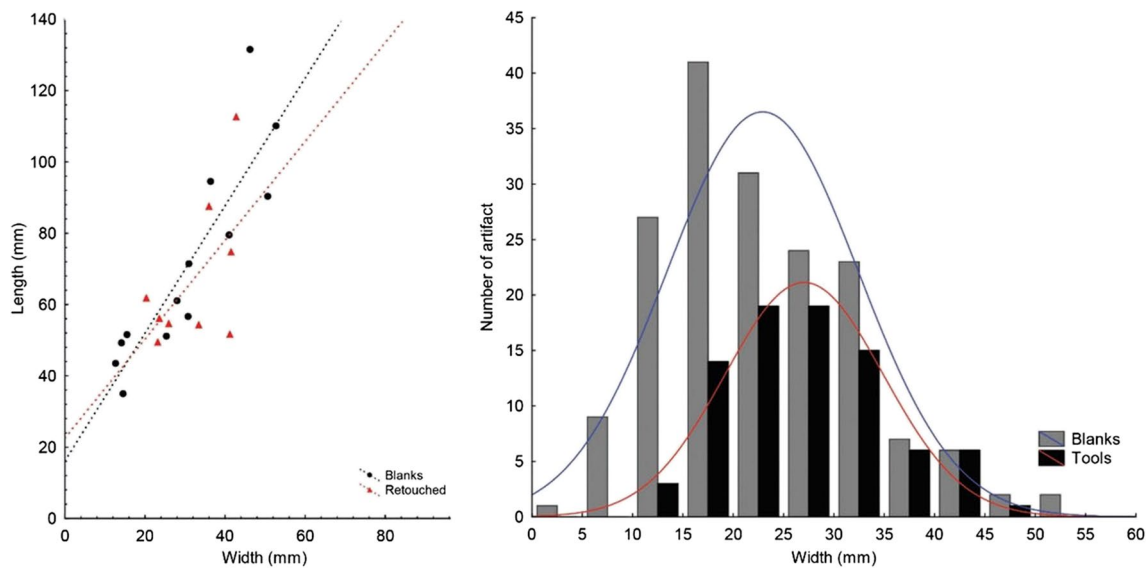 140
120
100
80
60
40
20
0
Length (mm)
0 20 40 60 80
Width (mm)
Blanks
Retouched
45
40
35
30
25
20
15
10
5
0
Number of artifact
0 5 10 15 20 25 30 35 40 45 50 55 60
Width (mm)
Blanks
Tools